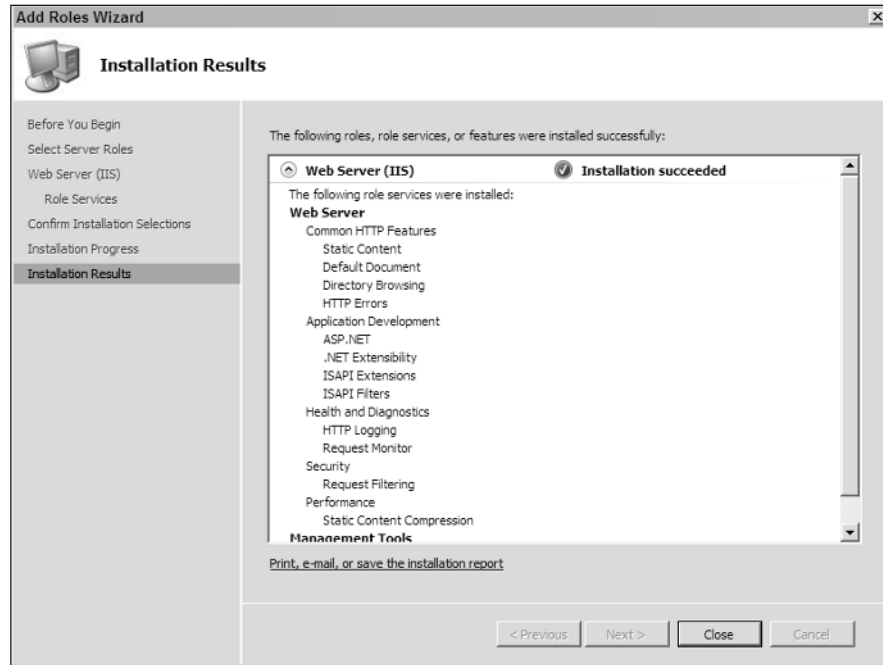 Add Roles Wizard
Installation Results
Before You Begin
Select Server Roles
Web Server (IIS)
Role Services
Confirm Installation Selections
Installation Progress
Installation Results
The following roles, role services, or features were installed successfully:
Web Server (IIS) Installation succeeded
The following role services were installed:
Web Server
Common HTTP Features
Static Content
Default Document
Directory Browsing
HTTP Errors
Application Development
ASP.NET
.NET Extensibility
ISAPI Extensions
ISAPI Filters
Health and Diagnostics
HTTP Logging
Request Monitor
Security
Request Filtering
Performance
Static Content Compression
Management Tools
Print, e-mail, or save the installation report
< Previous Next > Close Cancel